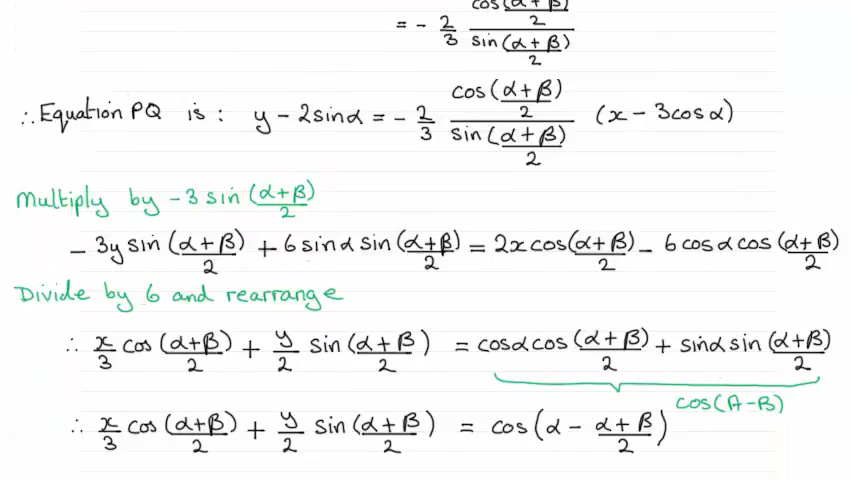 = - 2/3 cos(α+β)/2 / sin(α+β)/2
∴ Equation PQ is : y - 2sinα = - 2/3 cos(α+β)/2 / sin(α+β)/2 (x - 3cosα)
Multiply by -3 sin (α+β)/2
- 3y sin (α+β)/2 + 6 sinα sin (α+β)/2 = 2x cos(α+β)/2 - 6 cosα cos (α+β)/2
Divide by 6 and rearrange
∴ x/3 cos (α+β)/2 + y/2 sin (α+β)/2 = cosα cos (α+β)/2 + sinα sin (α+β)/2
cos(A-B)
∴ x/3 cos (α+β)/2 + y/2 sin (α+β)/2 = cos(α - α+β/2)